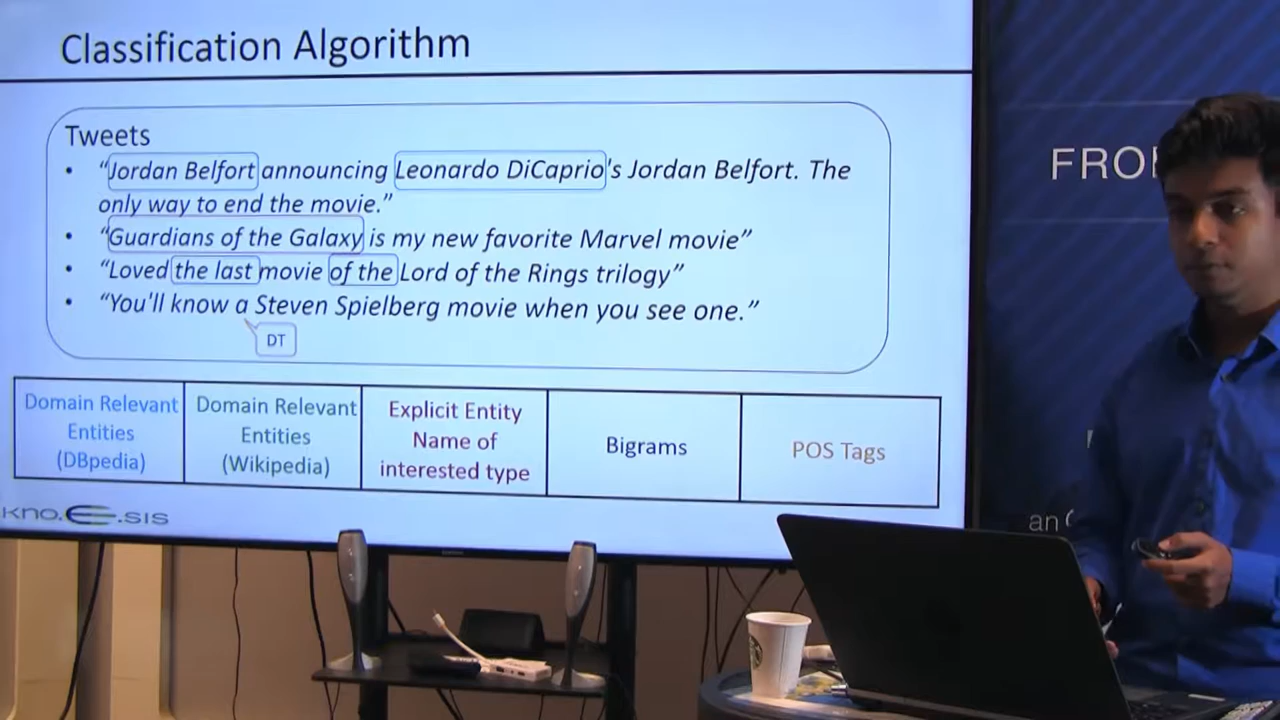 Classification Algorithm
Tweets
• “Jordan Belfort announcing Leonardo DiCaprio's Jordan Belfort. The
only way to end the movie.”
• “Guardians of the Galaxy is my new favorite Marvel movie”
• “Loved the last movie of the Lord of the Rings trilogy”
• “You'll know a Steven Spielberg movie when you see one.”
DT
Domain Relevant
Entities
(DBpedia)
Domain Relevant
Entities
(Wikipedia)
Explicit Entity
Name of
interested type
Bigrams
POS Tags
kno.e.sis
an